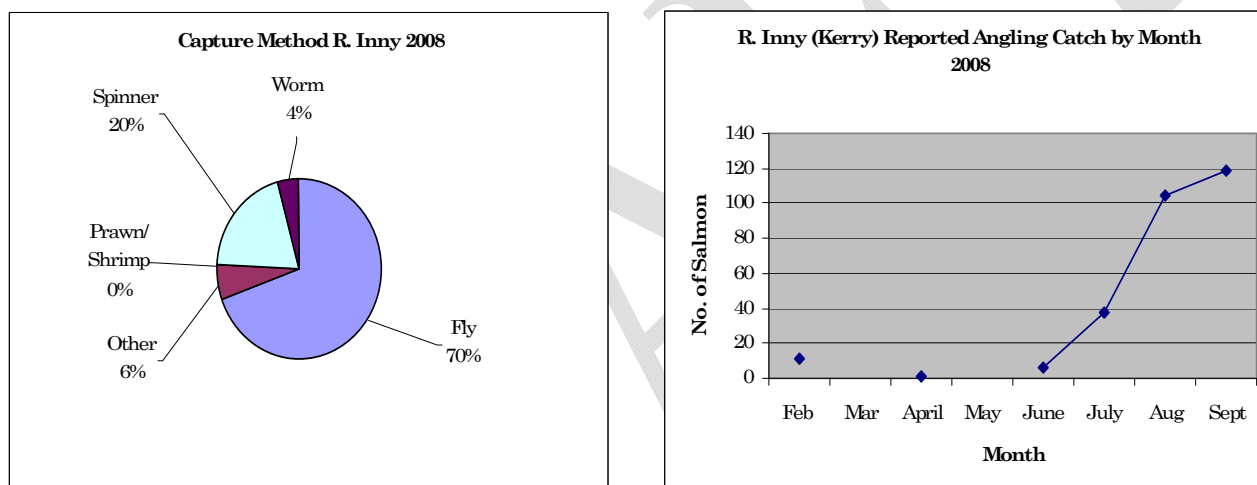 Capture Method R. Inny 2008
Worm
4%
Spinner
20%
Prawn/
Shrimp
0%
Other
6%
Fly
70%
R. Inny (Kerry) Reported Angling Catch by Month
2008
No. of Salmon
140
120
100
80
60
40
20
0
Feb Mar April May June July Aug Sept
Month